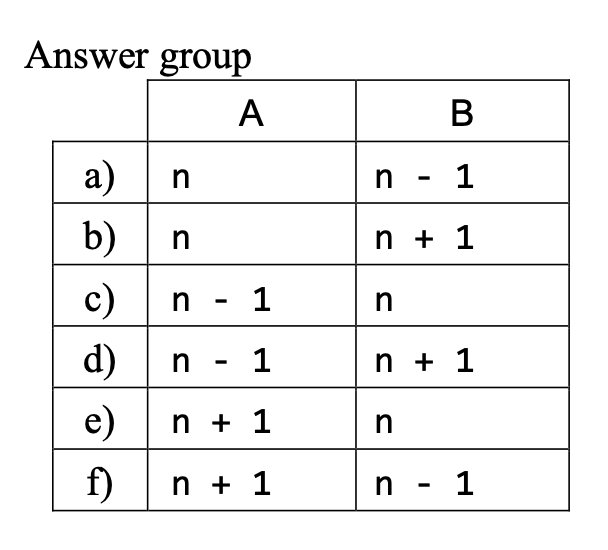 Answer group
A B
a) n n - 1
b) n n + 1
c) n - 1 n
d) n - 1 n + 1
e) n + 1 n
f) n + 1 n - 1